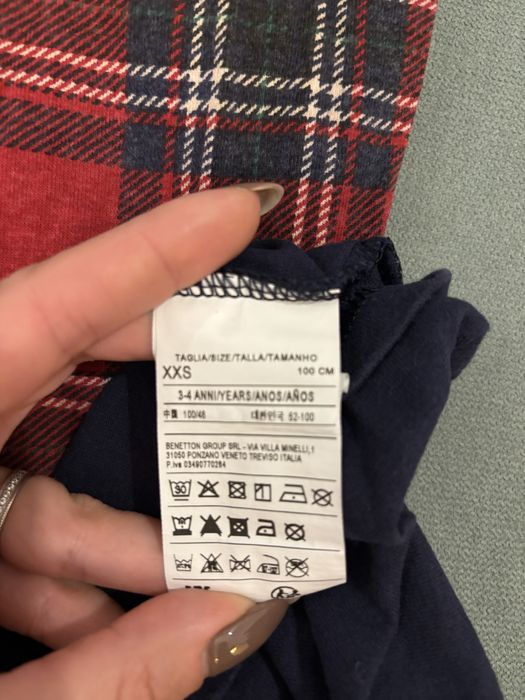 TAGLIA/SIZE/TALLA/TAMANHO
XXS 100 CM
3-4 ANNI/YEARS/ANOS/AÑOS
中国 100/48 대한민국 52-100
BENETTON GROUP SRL - VIA VILLA MINELLI,1
31050 PONZANO VENETO TREVISO ITALIA
P.Iva 03490770264
30